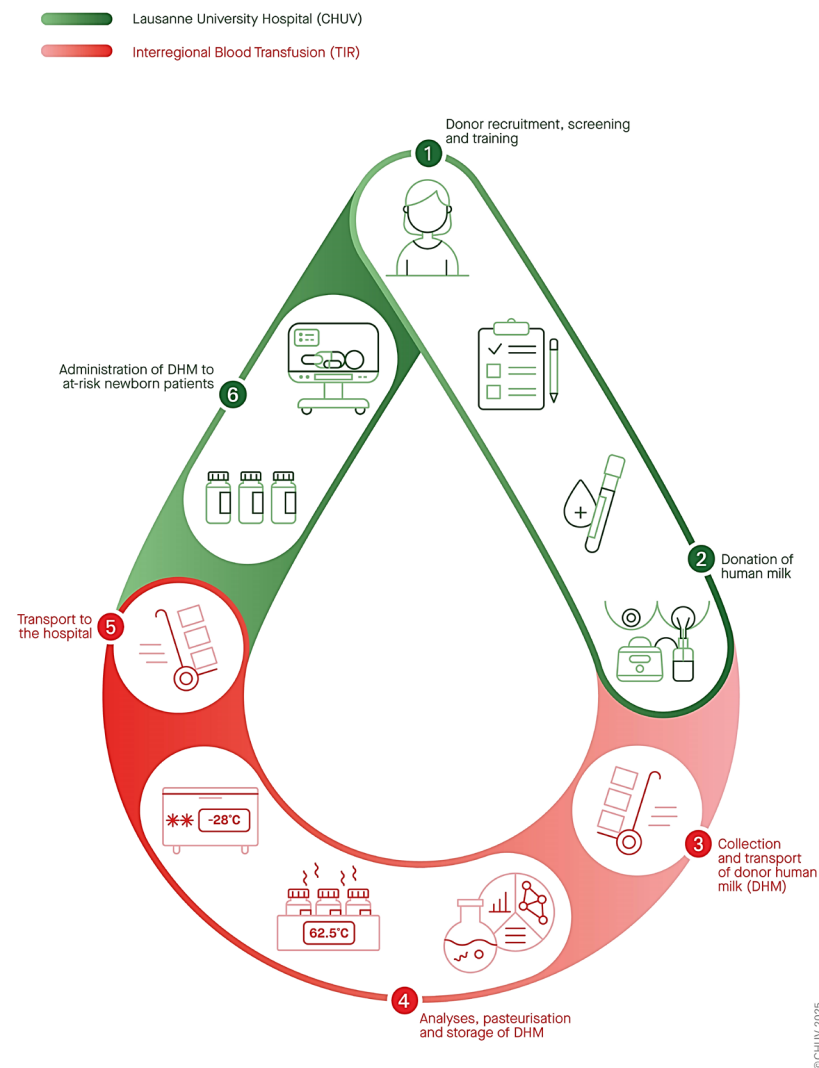 Lausanne University Hospital (CHUV)
Interregional Blood Transfusion (TIR)
1
Donor recruitment, screening
and training
2
Donation of
human milk
3
Collection
and transport
of donor human
milk (DHM)
-28°C
62.5°C
4
Analyses, pasteurisation
and storage of DHM
5
Transport to
the hospital
6
Administration of DHM to
at-risk newborn patients
©CHUV 2025